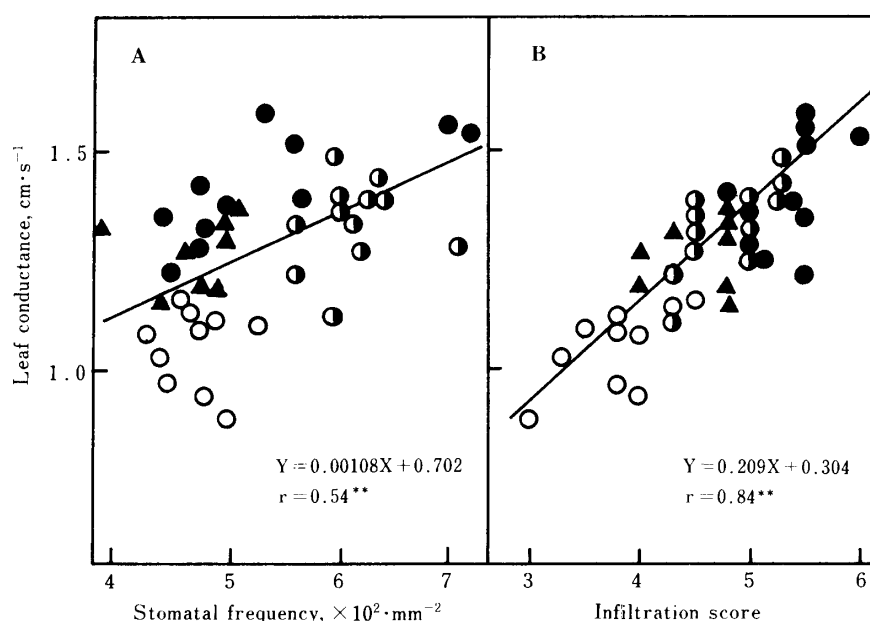 A
B
Leaf conductance, cm·s⁻¹
1.5
1.0
Y=0.00108X+0.702
r=0.54**
Y=0.209X+0.304
r=0.84**
4 5 6 7 3 4 5 6
Stomatal frequency, ×10²·mm⁻² Infiltration score